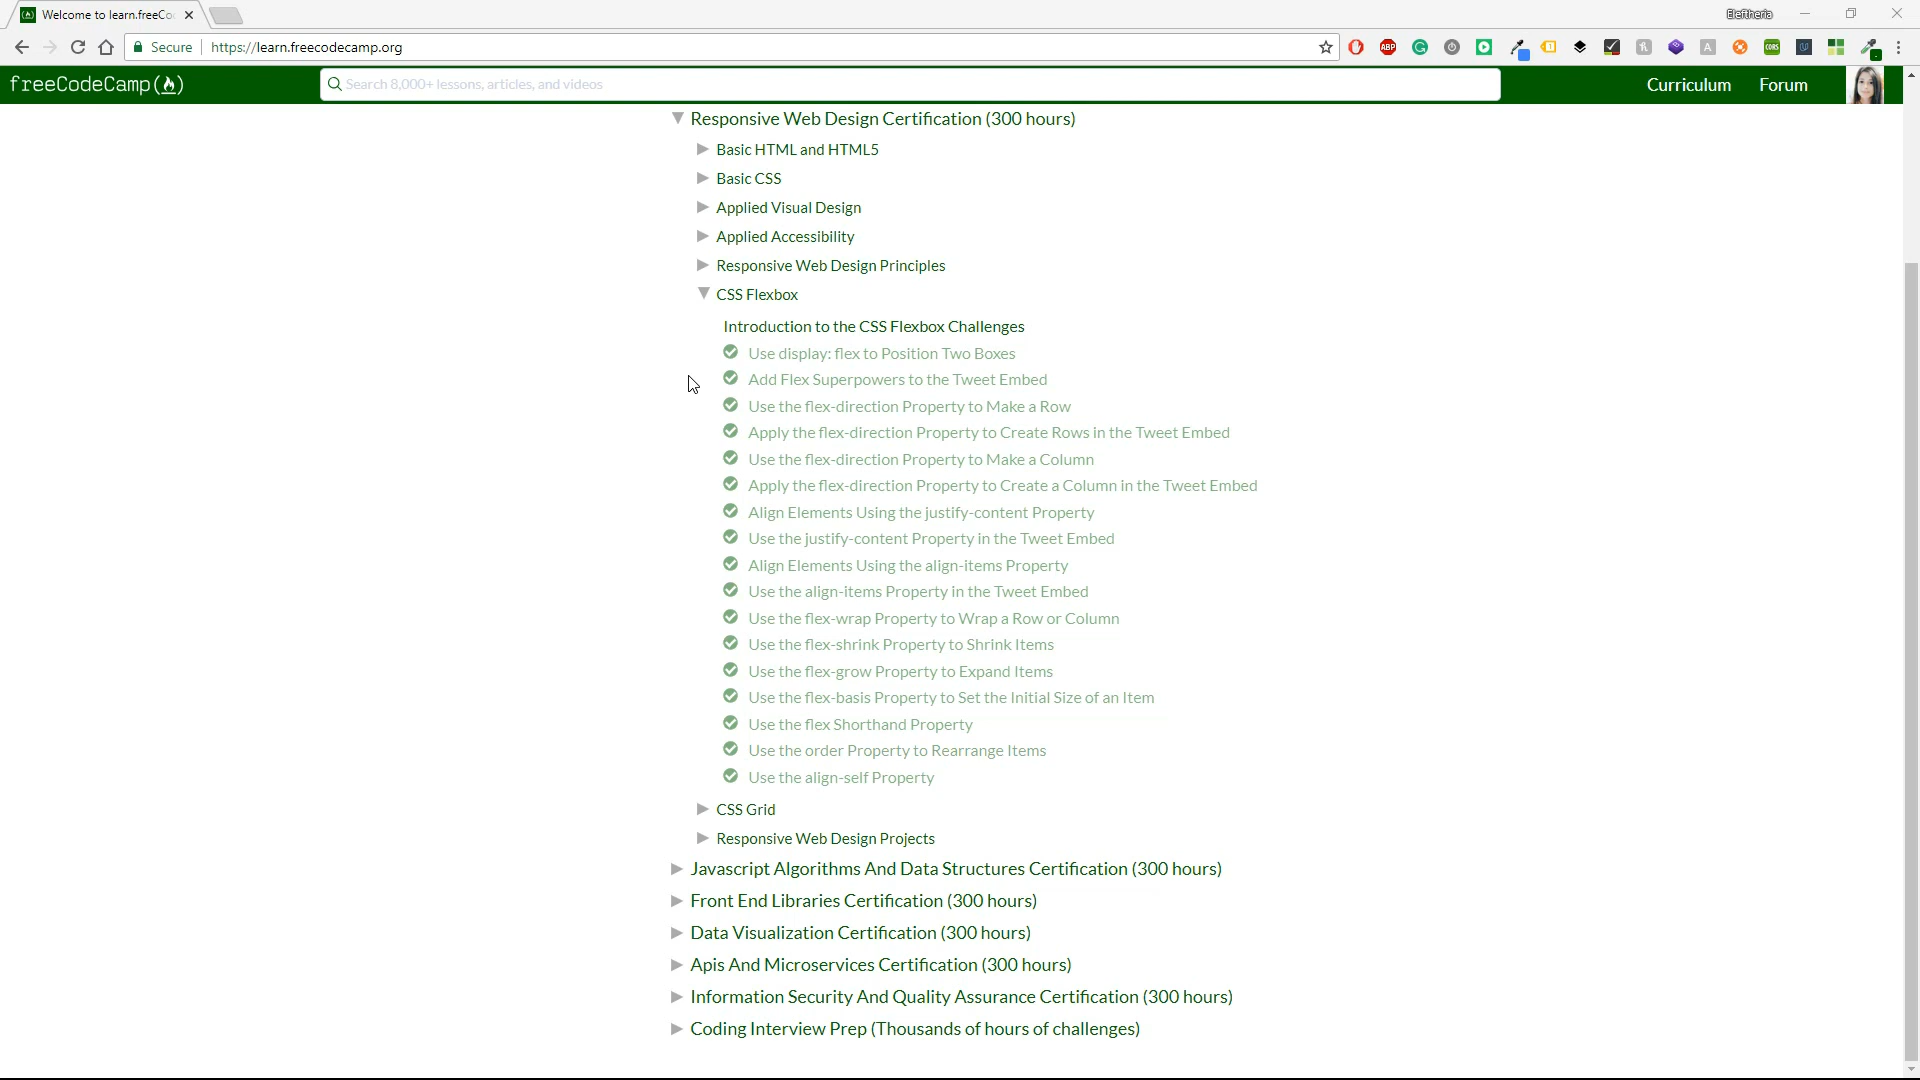 Welcome to learn.freeCo
Eleftheria
Secure
https://learn.freecodecamp.org
ABP
CORS
freeCodeCamp
Search 8,000+ lessons, articles, and videos
Curriculum
Forum
Responsive Web Design Certification (300 hours)
Basic HTML and HTML5
Basic CSS
Applied Visual Design
Applied Accessibility
Responsive Web Design Principles
CSS Flexbox
Introduction to the CSS Flexbox Challenges
Use display: flex to Position Two Boxes
Add Flex Superpowers to the Tweet Embed
Use the flex-direction Property to Make a Row
Apply the flex-direction Property to Create Rows in the Tweet Embed
Use the flex-direction Property to Make a Column
Apply the flex-direction Property to Create a Column in the Tweet Embed
Align Elements Using the justify-content Property
Use the justify-content Property in the Tweet Embed
Align Elements Using the align-items Property
Use the align-items Property in the Tweet Embed
Use the flex-wrap Property to Wrap a Row or Column
Use the flex-shrink Property to Shrink Items
Use the flex-grow Property to Expand Items
Use the flex-basis Property to Set the Initial Size of an Item
Use the flex Shorthand Property
Use the order Property to Rearrange Items
Use the align-self Property
CSS Grid
Responsive Web Design Projects
Javascript Algorithms And Data Structures Certification (300 hours)
Front End Libraries Certification (300 hours)
Data Visualization Certification (300 hours)
Apis And Microservices Certification (300 hours)
Information Security And Quality Assurance Certification (300 hours)
Coding Interview Prep (Thousands of hours of challenges)